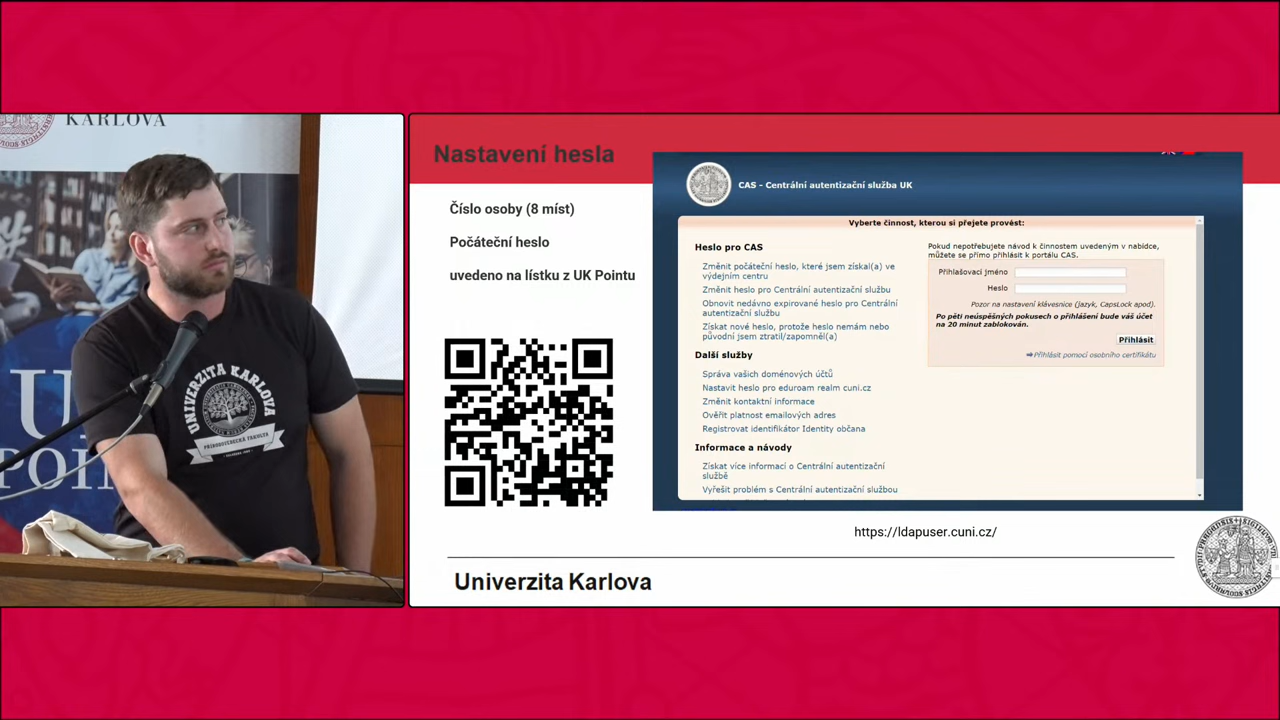 KARLOVA
U
POIN
UNIVERZITA KARLOVA
PŘÍRODOVĚDECKÁ FAKULTA
Nastavení hesla
Číslo osoby (8 míst)
Počáteční heslo
uvedeno na lístku z UK Pointu
CAS - Centrální autentizační služba UK
Vyberte činnost, kterou si přejete provést:
Heslo pro CAS
Změnit počáteční heslo, které jsem získal(a) ve
výdejním centru
Změnit heslo pro Centrální autentizační službu
Obnovit nedávno expirované heslo pro Centrální
autentizační službu
Získat nové heslo, protože heslo nemám nebo
původní jsem ztratil/zapomněl(a)
Další služby
Správa vašich doménových účtů
Nastavit heslo pro eduroam realm cuni.cz
Změnit kontaktní informace
Ověřit platnost emailových adres
Registrovat identifikátor Identity občana
Informace a návody
Získat více informací o Centrální autentizační
službě
Vyřešit problém s Centrální autentizační službou
Pokud nepotřebujete návod k činnostem uvedeným v nabídce,
můžete se přímo přihlásit k portálu CAS.
Přihlašovací jméno
Heslo
Pozor na nastavení klávesnice (jazyk, CapsLock apod).
Po pěti neúspěšných pokusech o přihlášení bude váš účet
na 20 minut zablokován.
Přihlásit
Přihlásit pomocí osobního certifikátu
https://ldapuser.cuni.cz/
Univerzita Karlova